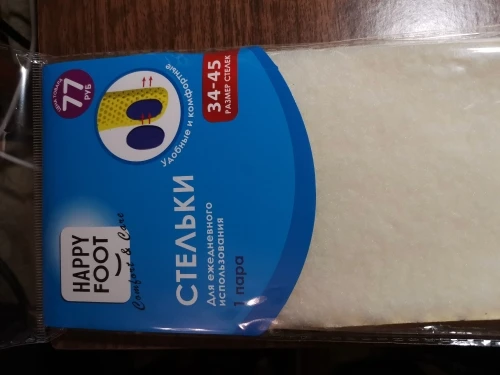 77
РУБ
Удобные и комфортные
34-45
РАЗМЕР СТЕЛЕК
HAPPY
FOOT
Comfort & Care
СТЕЛЬКИ
Для ежедневного
использования
1 пара